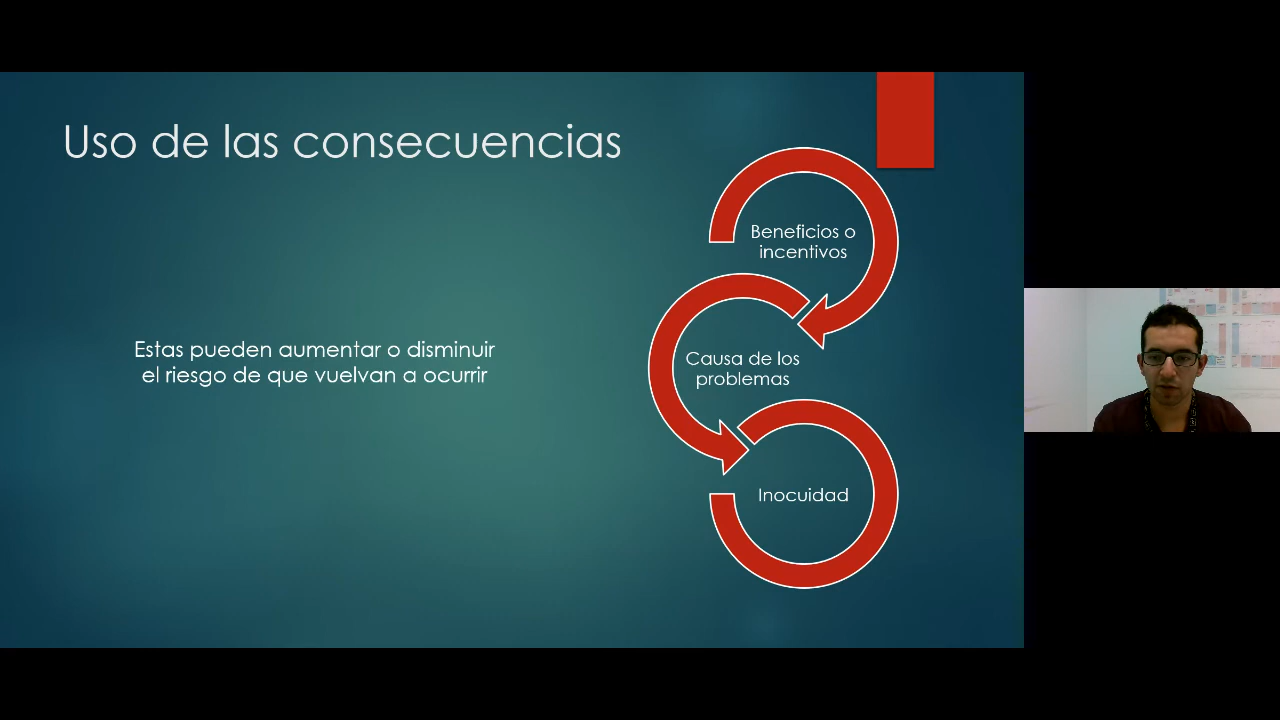 Uso de las consecuencias
Estas pueden aumentar o disminuir
el riesgo de que vuelvan a ocurrir
Beneficios o
incentivos
Causa de los
problemas
Inocuidad